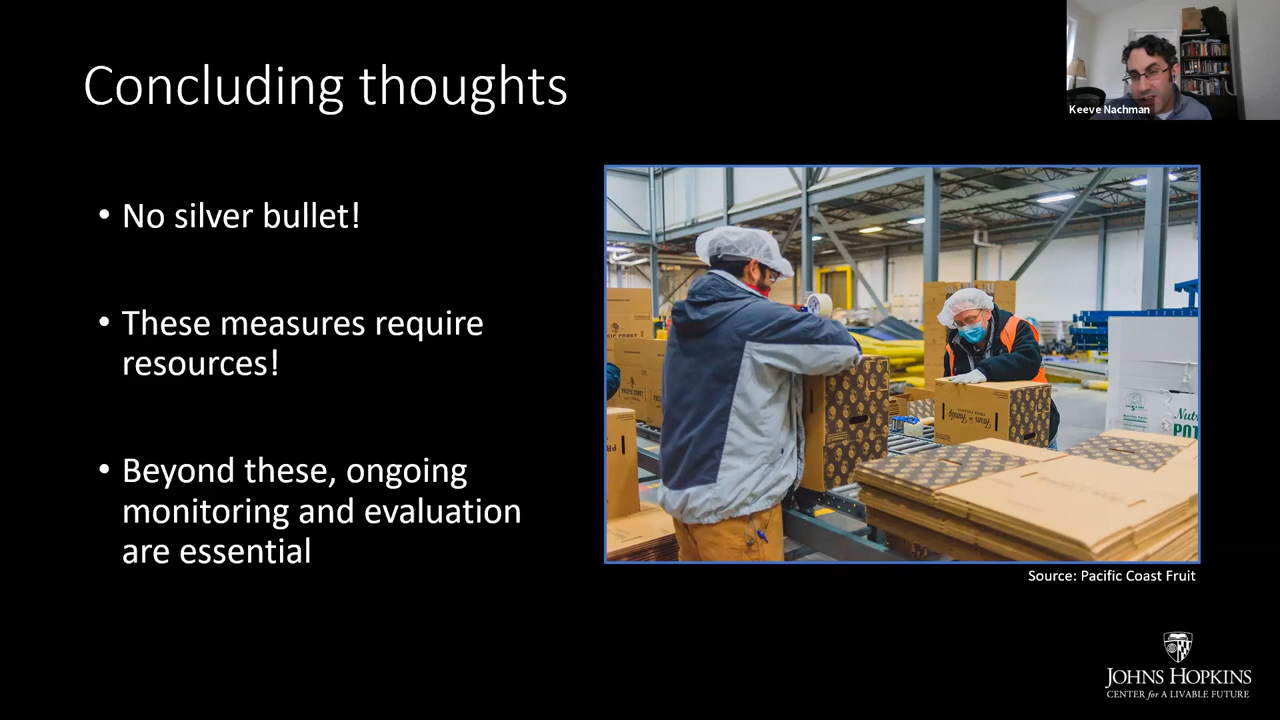 Concluding thoughts
Keeve Nachman
• No silver bullet!
• These measures require
resources!
• Beyond these, ongoing
monitoring and evaluation
are essential
Source: Pacific Coast Fruit
JOHNS HOPKINS
CENTER for A LIVABLE FUTURE